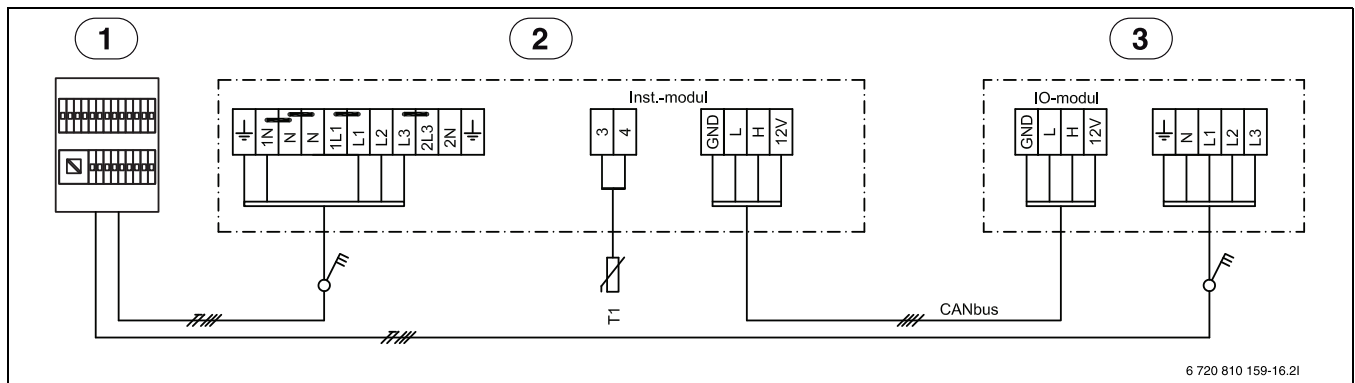 1
2
3
Inst.-modul
IO-modul
1N
N
N
1L1
L1
L2
L3
2L3
2N
3
4
GND
L
H
12V
GND
L
H
12V
N
L1
L2
L3
T1
CANbus
6 720 810 159-16.2I